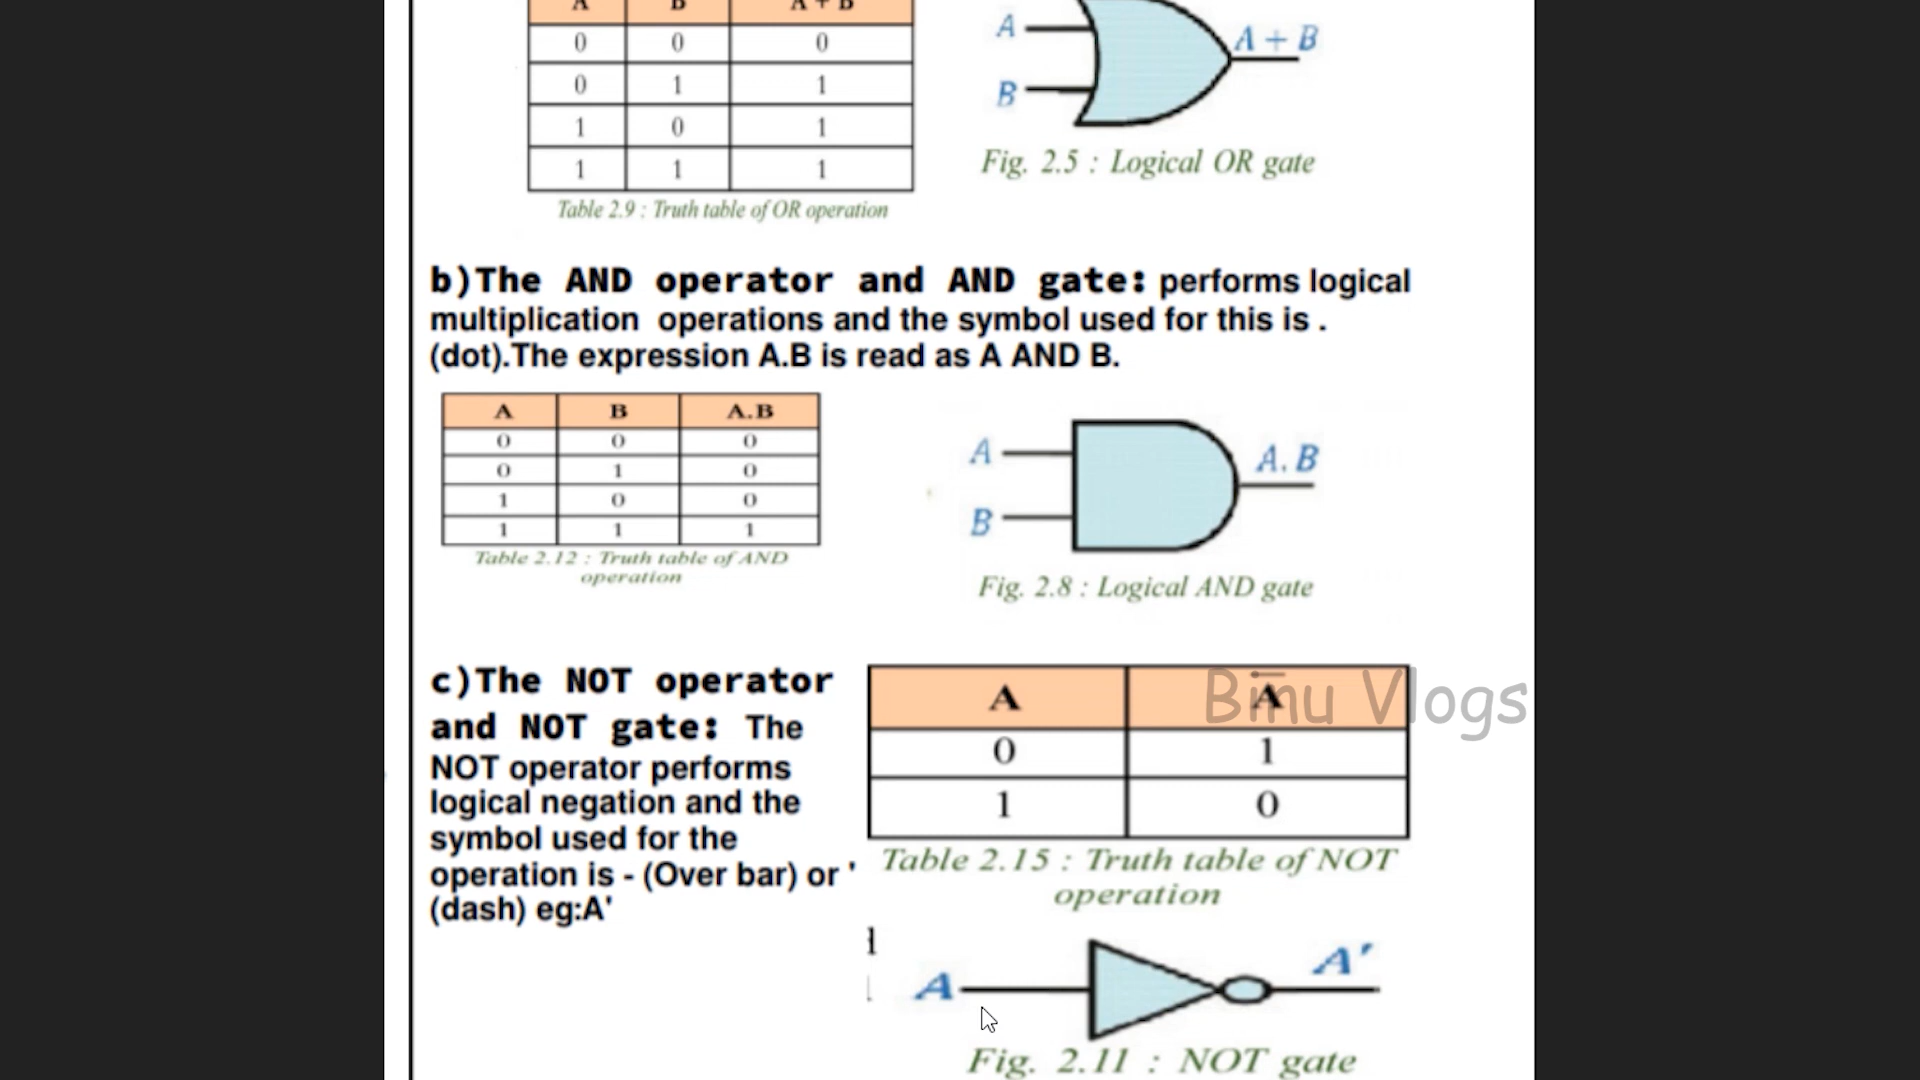 A B A + B
0 0 0
0 1 1
1 0 1
1 1 1
Table 2.9 : Truth table of OR operation
A
B
A + B
Fig. 2.5 : Logical OR gate
b)The AND operator and AND gate: performs logical
multiplication operations and the symbol used for this is .
(dot).The expression A.B is read as A AND B.
A B A.B
0 0 0
0 1 0
1 0 0
1 1 1
Table 2.12 : Truth table of AND
operation
A
B
A.B
Fig. 2.8 : Logical AND gate
c)The NOT operator
and NOT gate: The
NOT operator performs
logical negation and the
symbol used for the
operation is - (Over bar) or '
(dash) eg:A'
A A̅
0 1
1 0
Binu Vlogs
Table 2.15 : Truth table of NOT
operation
A
A'
Fig. 2.11 : NOT gate